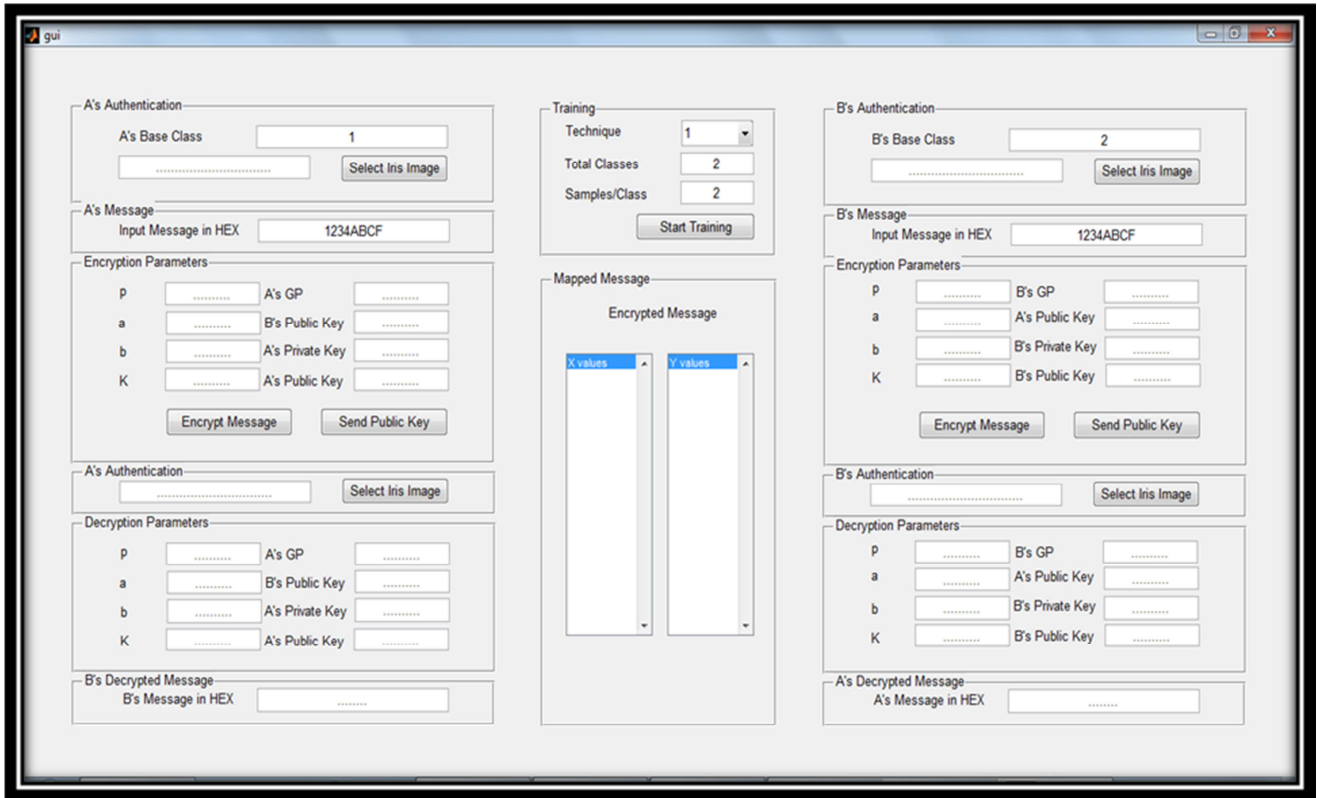 gui
A's Authentication
A's Base Class 1
................................ Select Iris Image
A's Message
Input Message in HEX 1234ABCF
Encryption Parameters
p .......... A's GP ..........
a .......... B's Public Key ..........
b .......... A's Private Key ..........
K .......... A's Public Key ..........
Encrypt Message Send Public Key
A's Authentication
................................ Select Iris Image
Decryption Parameters
p .......... A's GP ..........
a .......... B's Public Key ..........
b .......... A's Private Key ..........
K .......... A's Public Key ..........
B's Decrypted Message
B's Message in HEX ........
Training
Technique 1
Total Classes 2
Samples/Class 2
Start Training
Mapped Message
Encrypted Message
X values Y values
B's Authentication
B's Base Class 2
................................ Select Iris Image
B's Message
Input Message in HEX 1234ABCF
Encryption Parameters
p .......... B's GP ..........
a .......... A's Public Key ..........
b .......... B's Private Key ..........
K .......... B's Public Key ..........
Encrypt Message Send Public Key
B's Authentication
................................ Select Iris Image
Decryption Parameters
p .......... B's GP ..........
a .......... A's Public Key ..........
b .......... B's Private Key ..........
K .......... B's Public Key ..........
A's Decrypted Message
A's Message in HEX ........